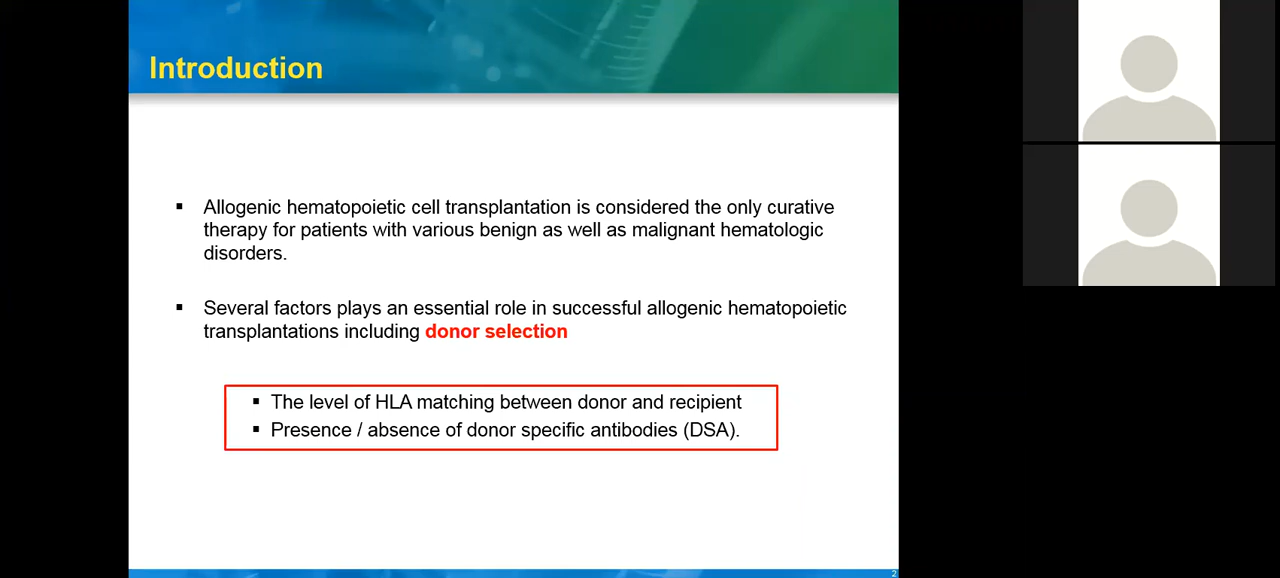 Introduction
▪ Allogenic hematopoietic cell transplantation is considered the only curative
therapy for patients with various benign as well as malignant hematologic
disorders.
▪ Several factors plays an essential role in successful allogenic hematopoietic
transplantations including donor selection
▪ The level of HLA matching between donor and recipient
▪ Presence / absence of donor specific antibodies (DSA).
2